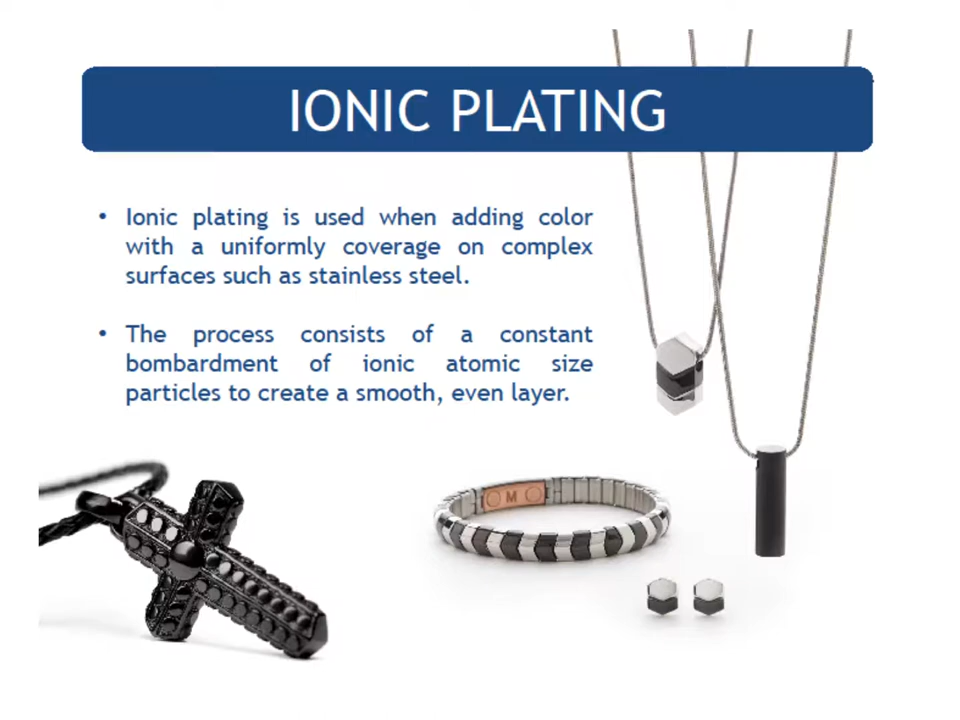 IONIC PLATING
• Ionic plating is used when adding color
with a uniformly coverage on complex
surfaces such as stainless steel.
• The process consists of a constant
bombardment of ionic atomic size
particles to create a smooth, even layer.
M